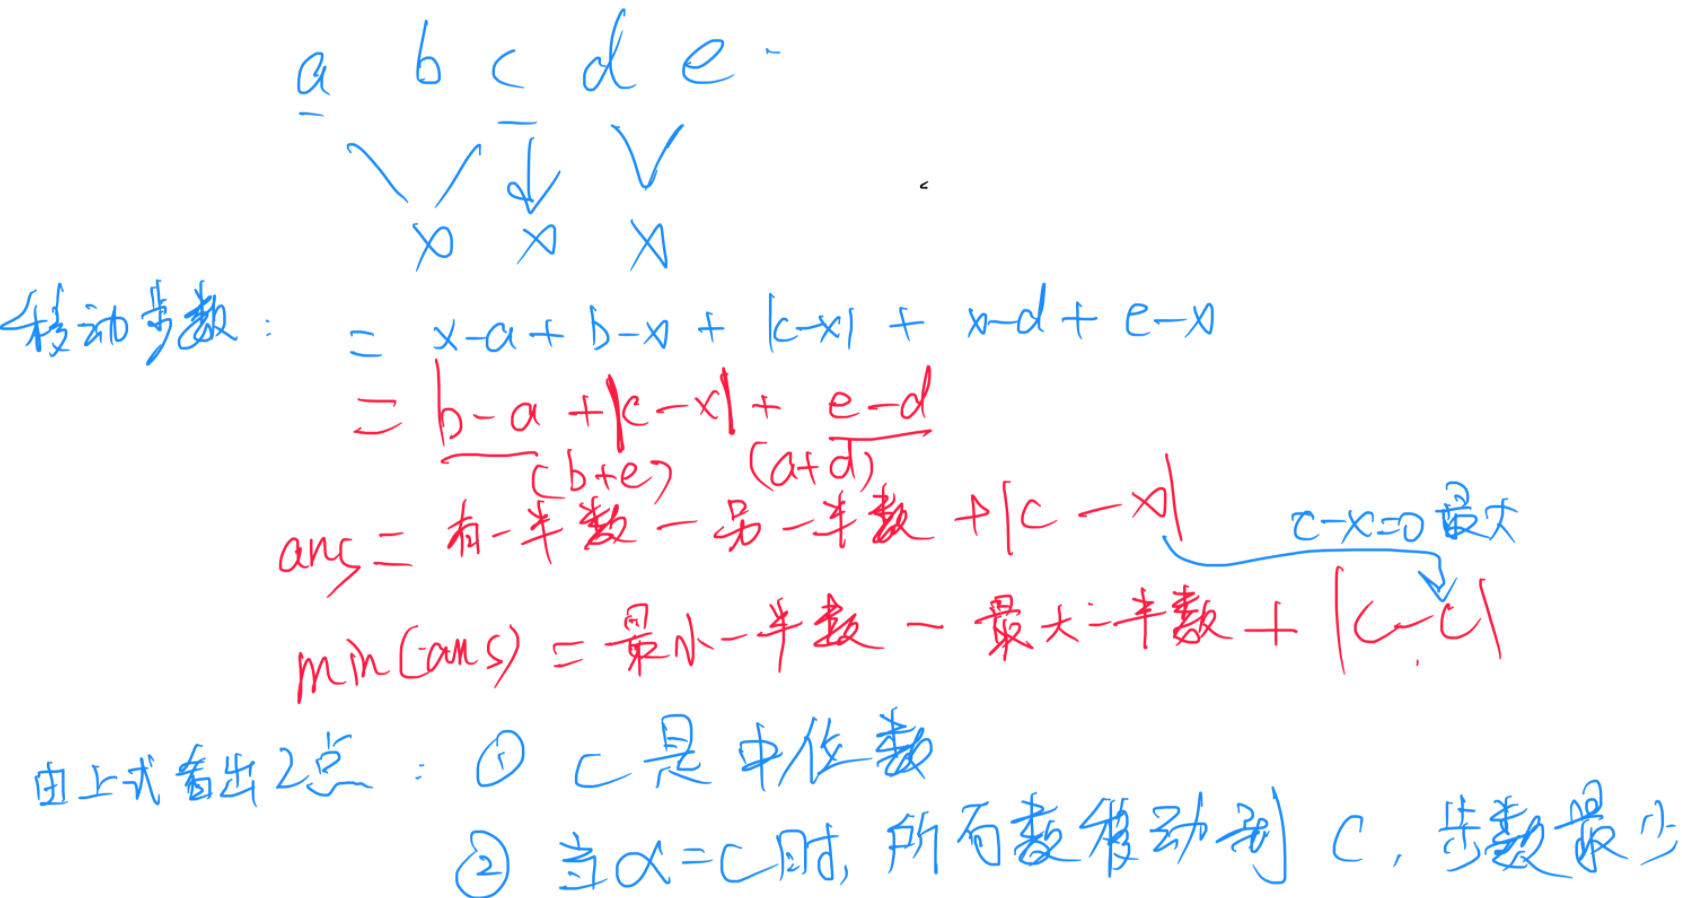 a b c d e
x x x
移动步数: = x-a+b-x+|c-x|+x-d+e-x
= b-a+|c-x|+e-d
(b+e) (a+d)
ans= 有一半数-另一半数+|c-x|
c-x=0最大
min(ans)=最小一半数-最大一半数+|c-c|
由上式看出2点: ① c是中位数
② 当x=c时,所有数移动到c,步数最少